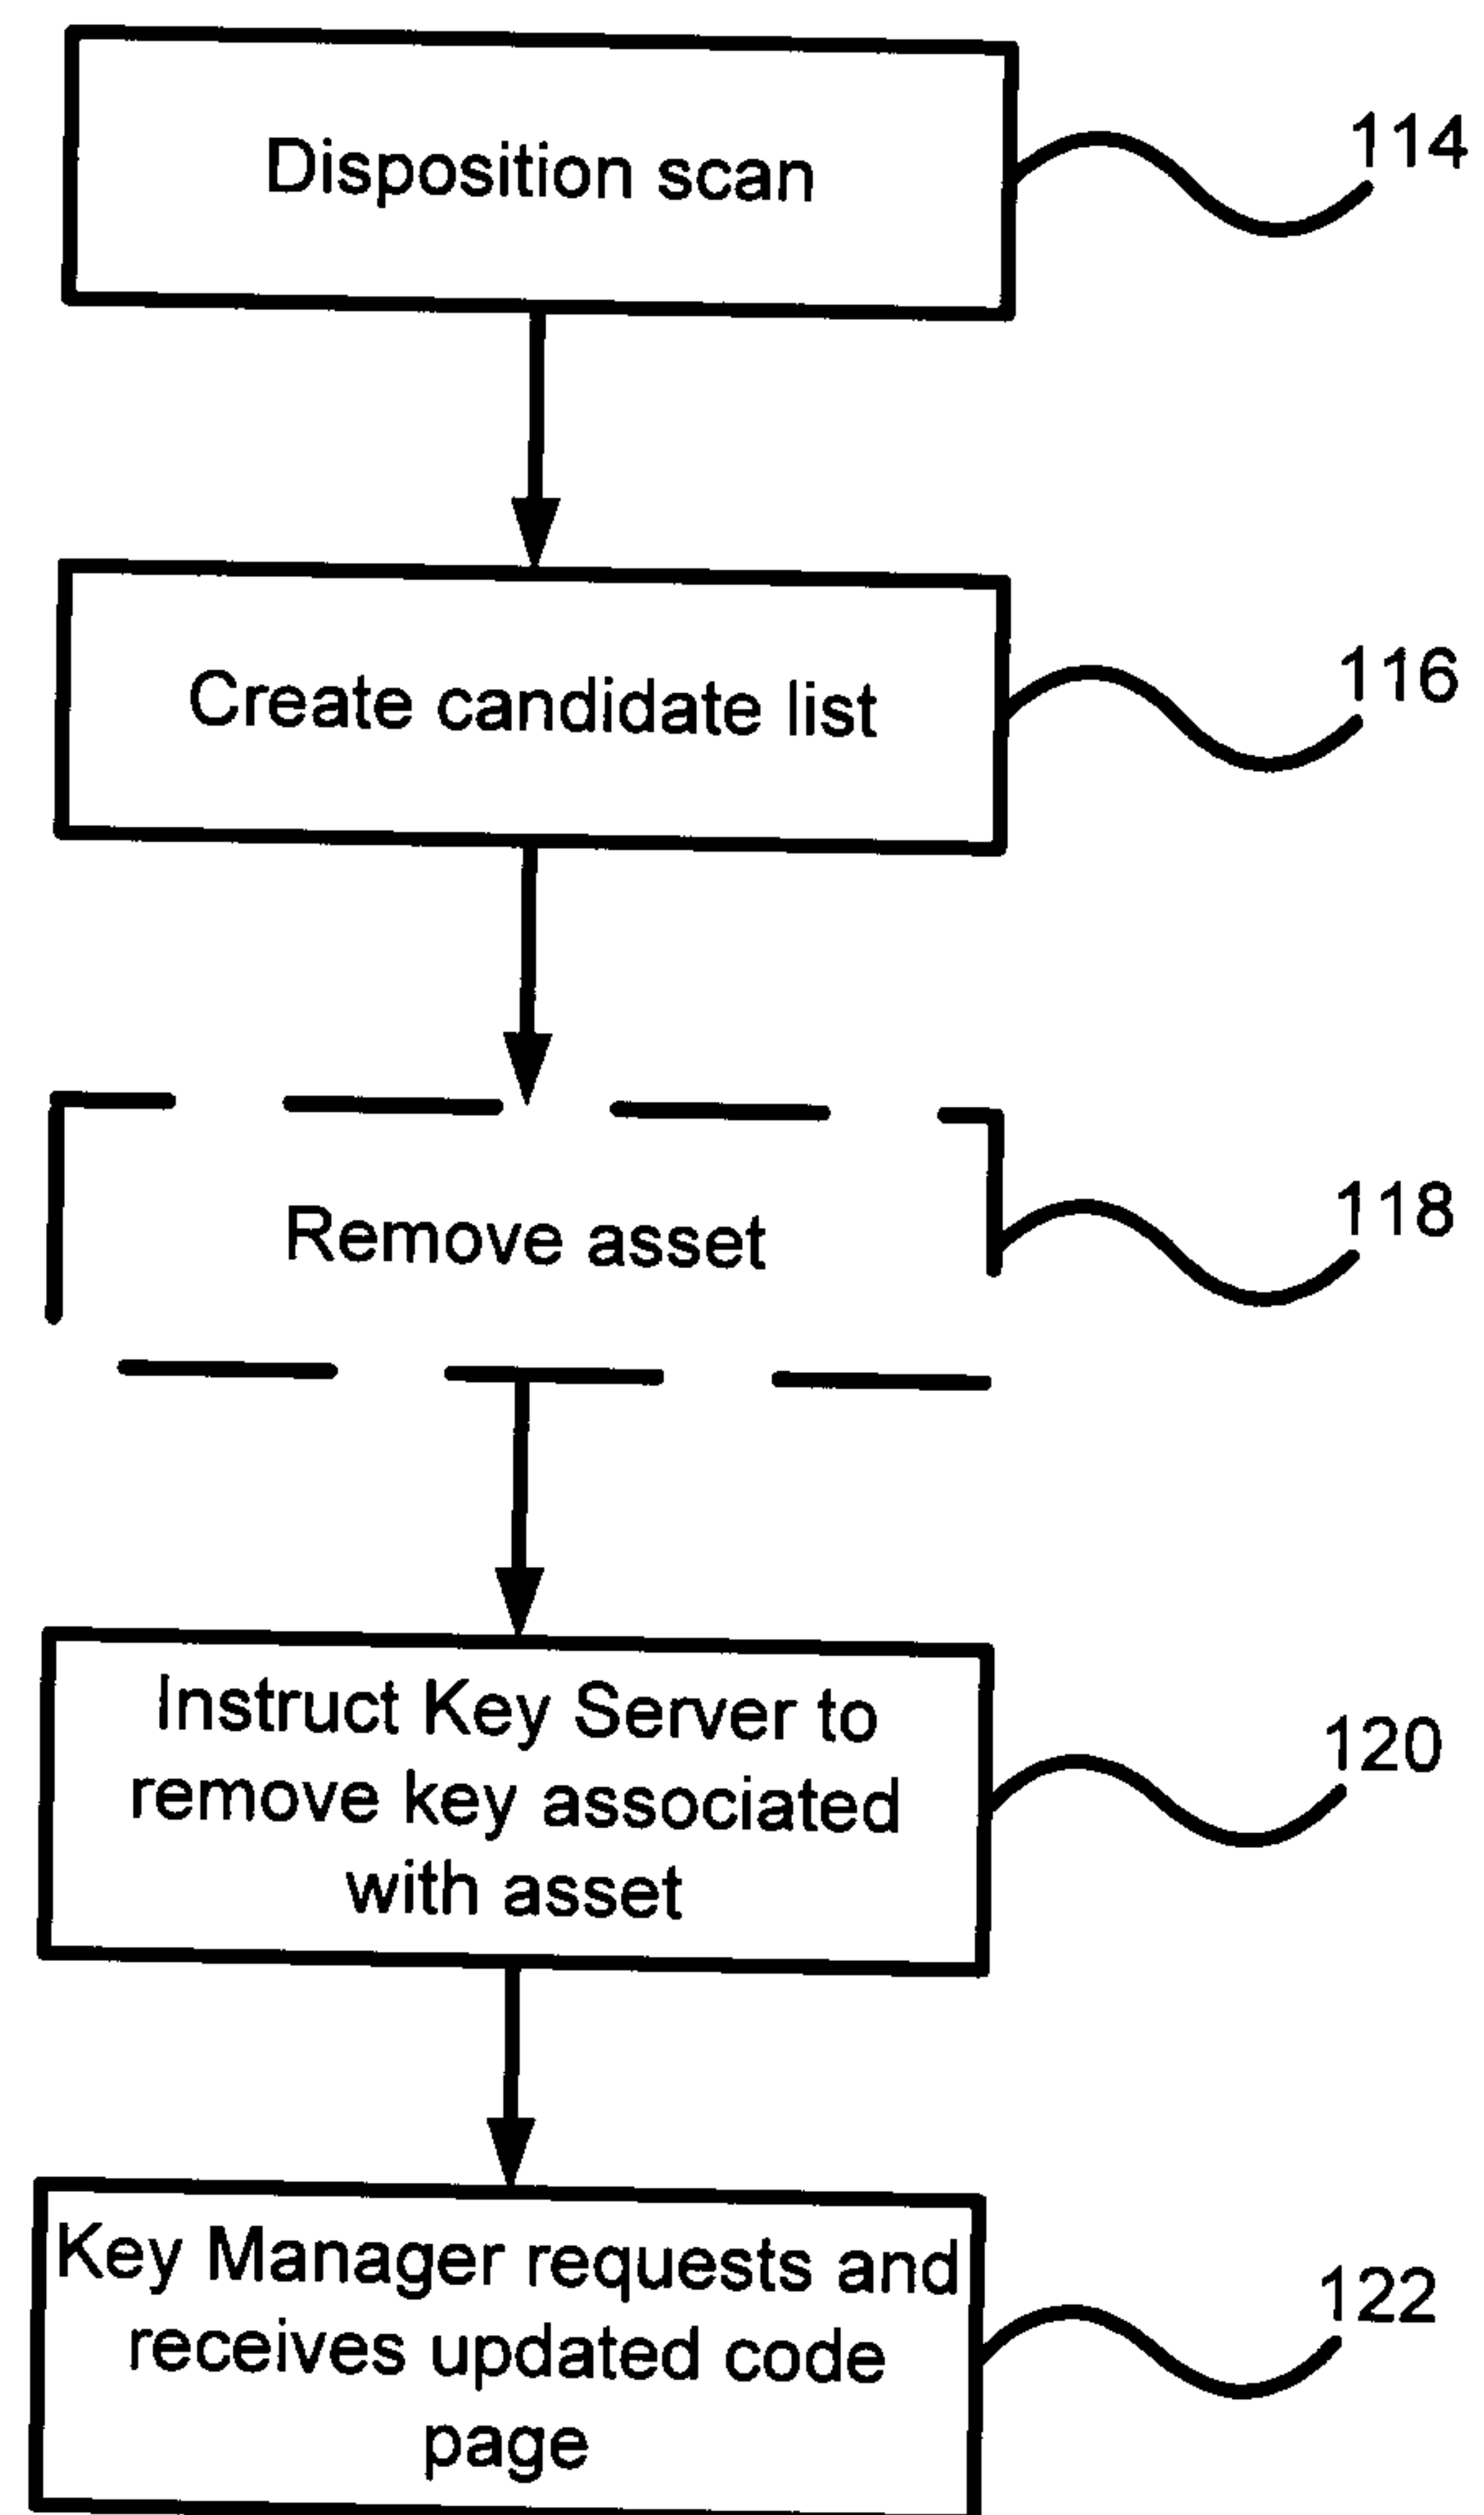 Disposition scan
114
Create candidate list
116
Remove asset
118
Instruct Key Server to
remove key associated
with asset
120
Key Manager requests and
receives updated code
page
122